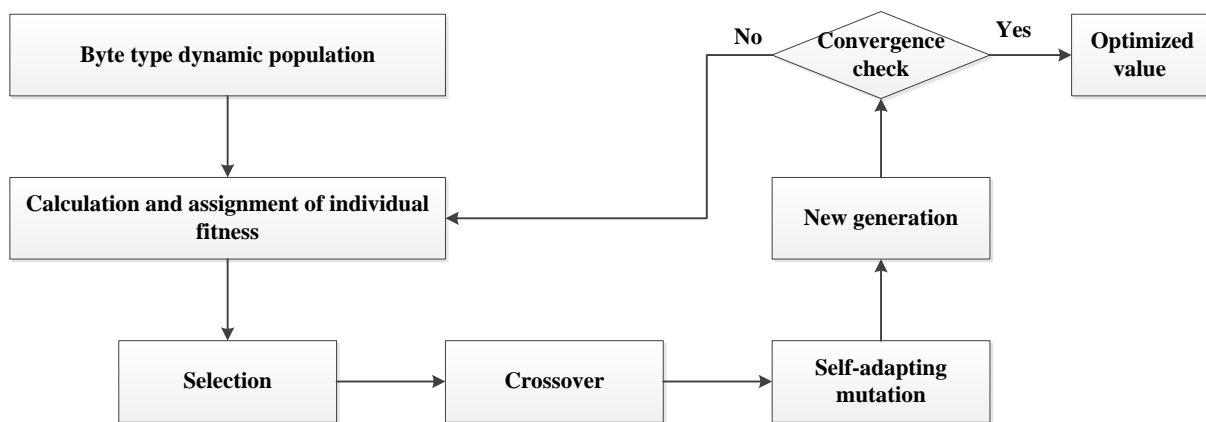 Byte type dynamic population
No
Convergence
check
Yes
Optimized
value
Calculation and assignment of individual
fitness
New generation
Selection
Crossover
Self-adapting
mutation